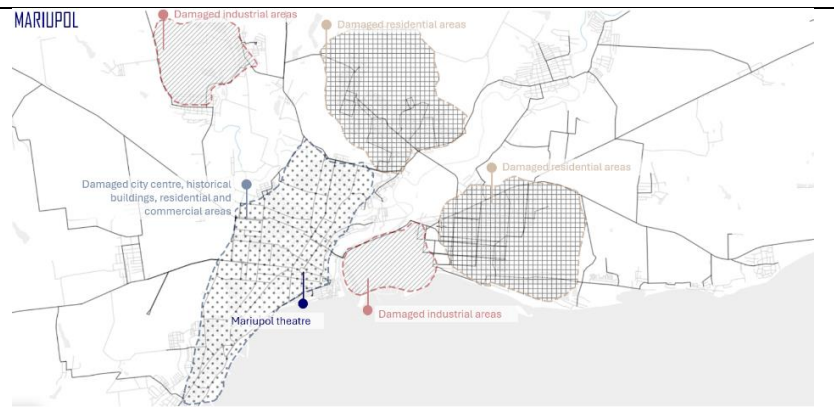 MARIUPOL
Damaged industrial areas
Damaged residential areas
Damaged residential areas
Damaged city centre, historical
buildings, residential and
commercial areas
Mariupol theatre
Damaged industrial areas